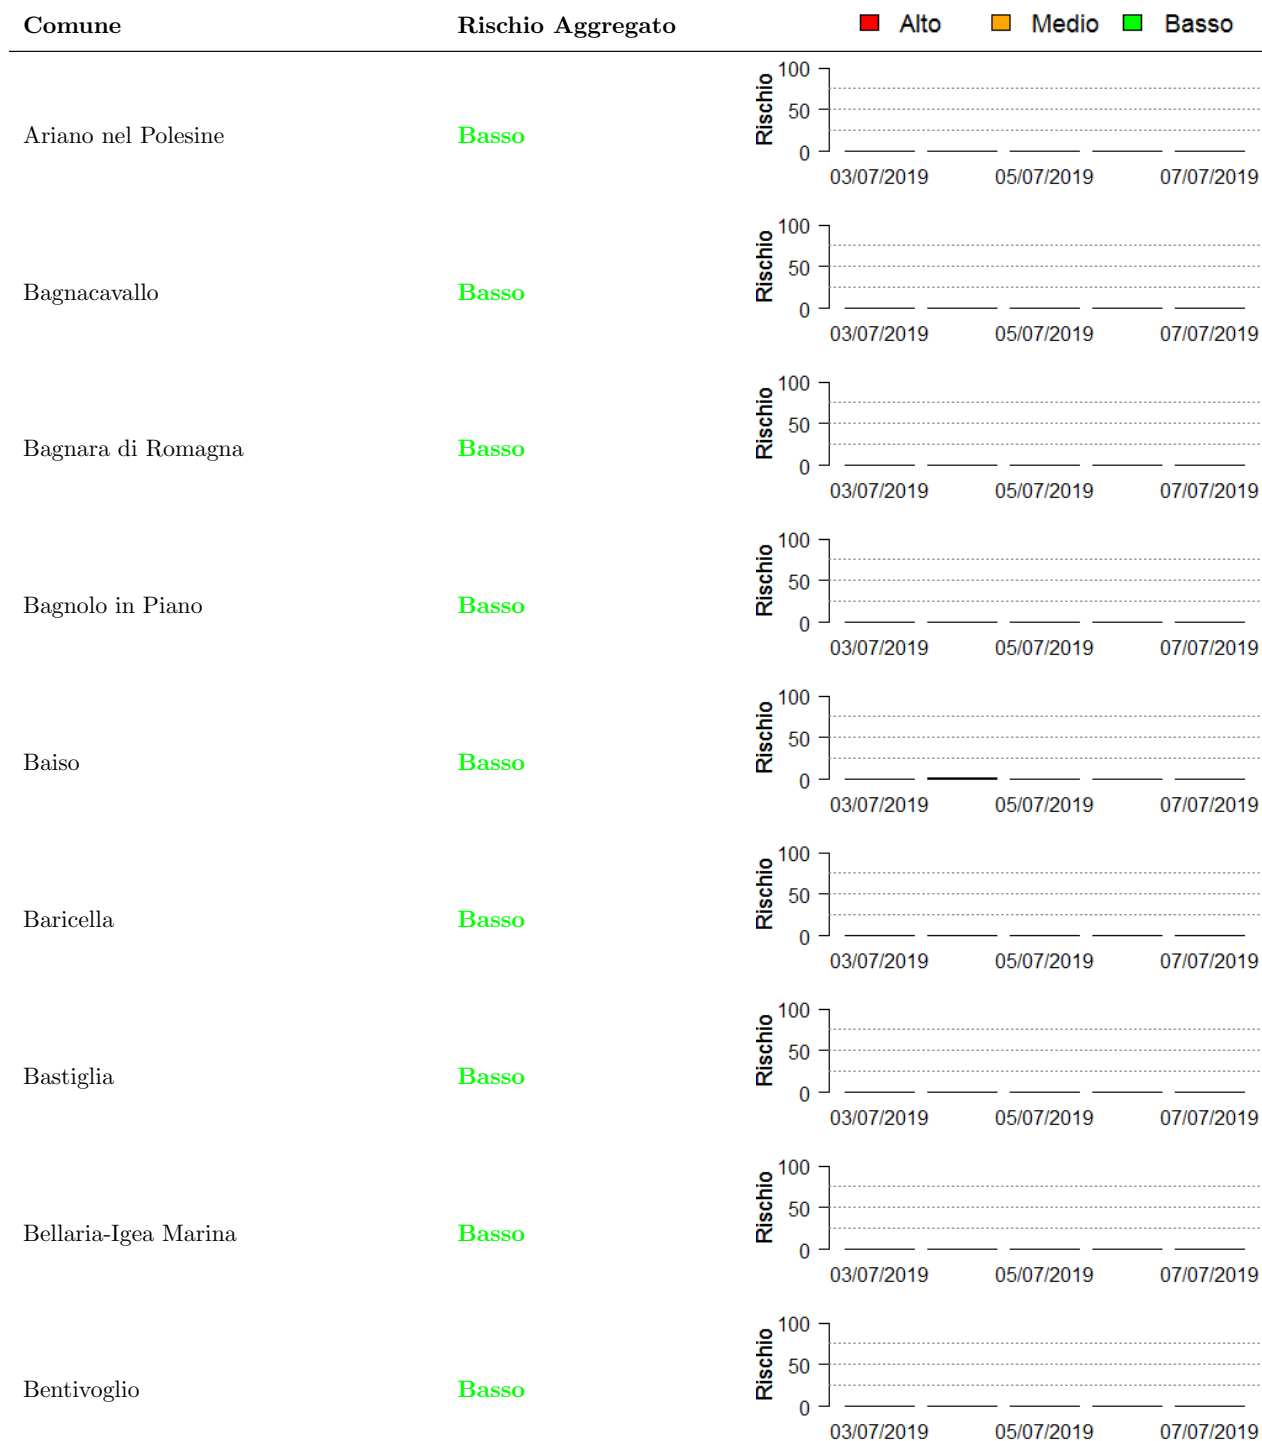 Comune Rischio Aggregato Alto Medio Basso
Ariano nel Polesine Basso Rischio 100 50 0
03/07/2019 05/07/2019 07/07/2019
Bagnacavallo Basso Rischio 100 50 0
03/07/2019 05/07/2019 07/07/2019
Bagnara di Romagna Basso Rischio 100 50 0
03/07/2019 05/07/2019 07/07/2019
Bagnolo in Piano Basso Rischio 100 50 0
03/07/2019 05/07/2019 07/07/2019
Baiso Basso Rischio 100 50 0
03/07/2019 05/07/2019 07/07/2019
Baricella Basso Rischio 100 50 0
03/07/2019 05/07/2019 07/07/2019
Bastiglia Basso Rischio 100 50 0
03/07/2019 05/07/2019 07/07/2019
Bellaria-Igea Marina Basso Rischio 100 50 0
03/07/2019 05/07/2019 07/07/2019
Bentivoglio Basso Rischio 100 50 0
03/07/2019 05/07/2019 07/07/2019